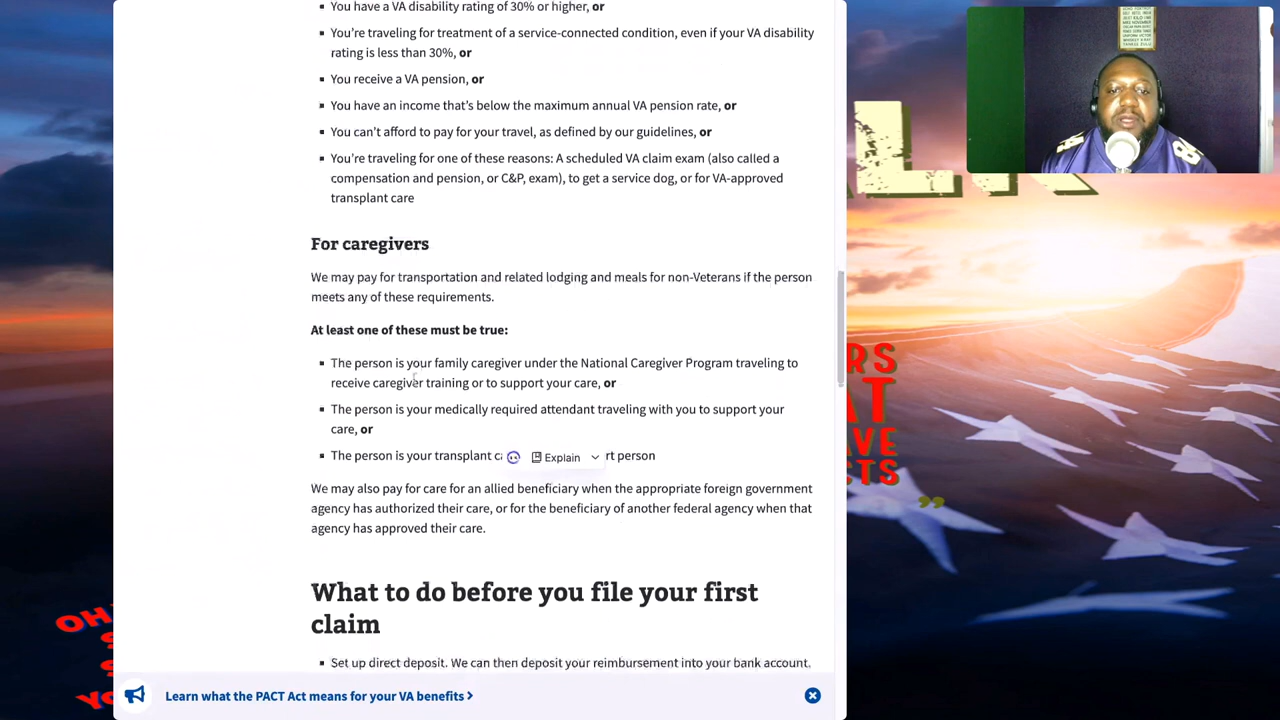 You have a VA disability rating of 30% or higher, or
You're traveling for treatment of a service-connected condition, even if your VA disability
rating is less than 30%, or
You receive a VA pension, or
You have an income that's below the maximum annual VA pension rate, or
You can't afford to pay for your travel, as defined by our guidelines, or
You're traveling for one of these reasons: A scheduled VA claim exam (also called a
compensation and pension, or C&P, exam), to get a service dog, or for VA-approved
transplant care
For caregivers
We may pay for transportation and related lodging and meals for non-Veterans if the person
meets any of these requirements.
At least one of these must be true:
The person is your family caregiver under the National Caregiver Program traveling to
receive caregiver training or to support your care, or
The person is your medically required attendant traveling with you to support your
care, or
The person is your transplant
Explain
person
We may also pay for care for an allied beneficiary when the appropriate foreign government
agency has authorized their care, or for the beneficiary of another federal agency when that
agency has approved their care.
What to do before you file your first
claim
Set up direct deposit. We can then deposit your reimbursement into your bank account.
Learn what the PACT Act means for your VA benefits